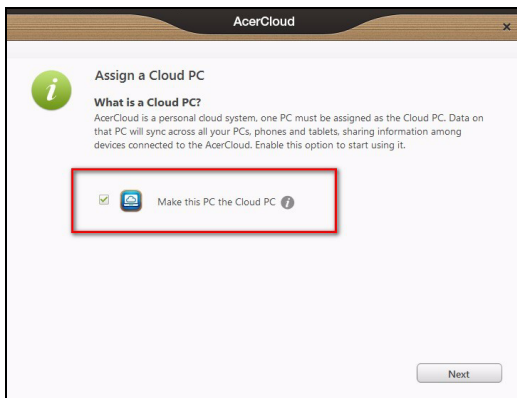 AcerCloud
Assign a Cloud PC
What is a Cloud PC?
AcerCloud is a personal cloud system, one PC must be assigned as the Cloud PC. Data on
that PC will sync across all your PCs, phones and tablets, sharing information among
devices connected to the AcerCloud. Enable this option to start using it.
Make this PC the Cloud PC
Next